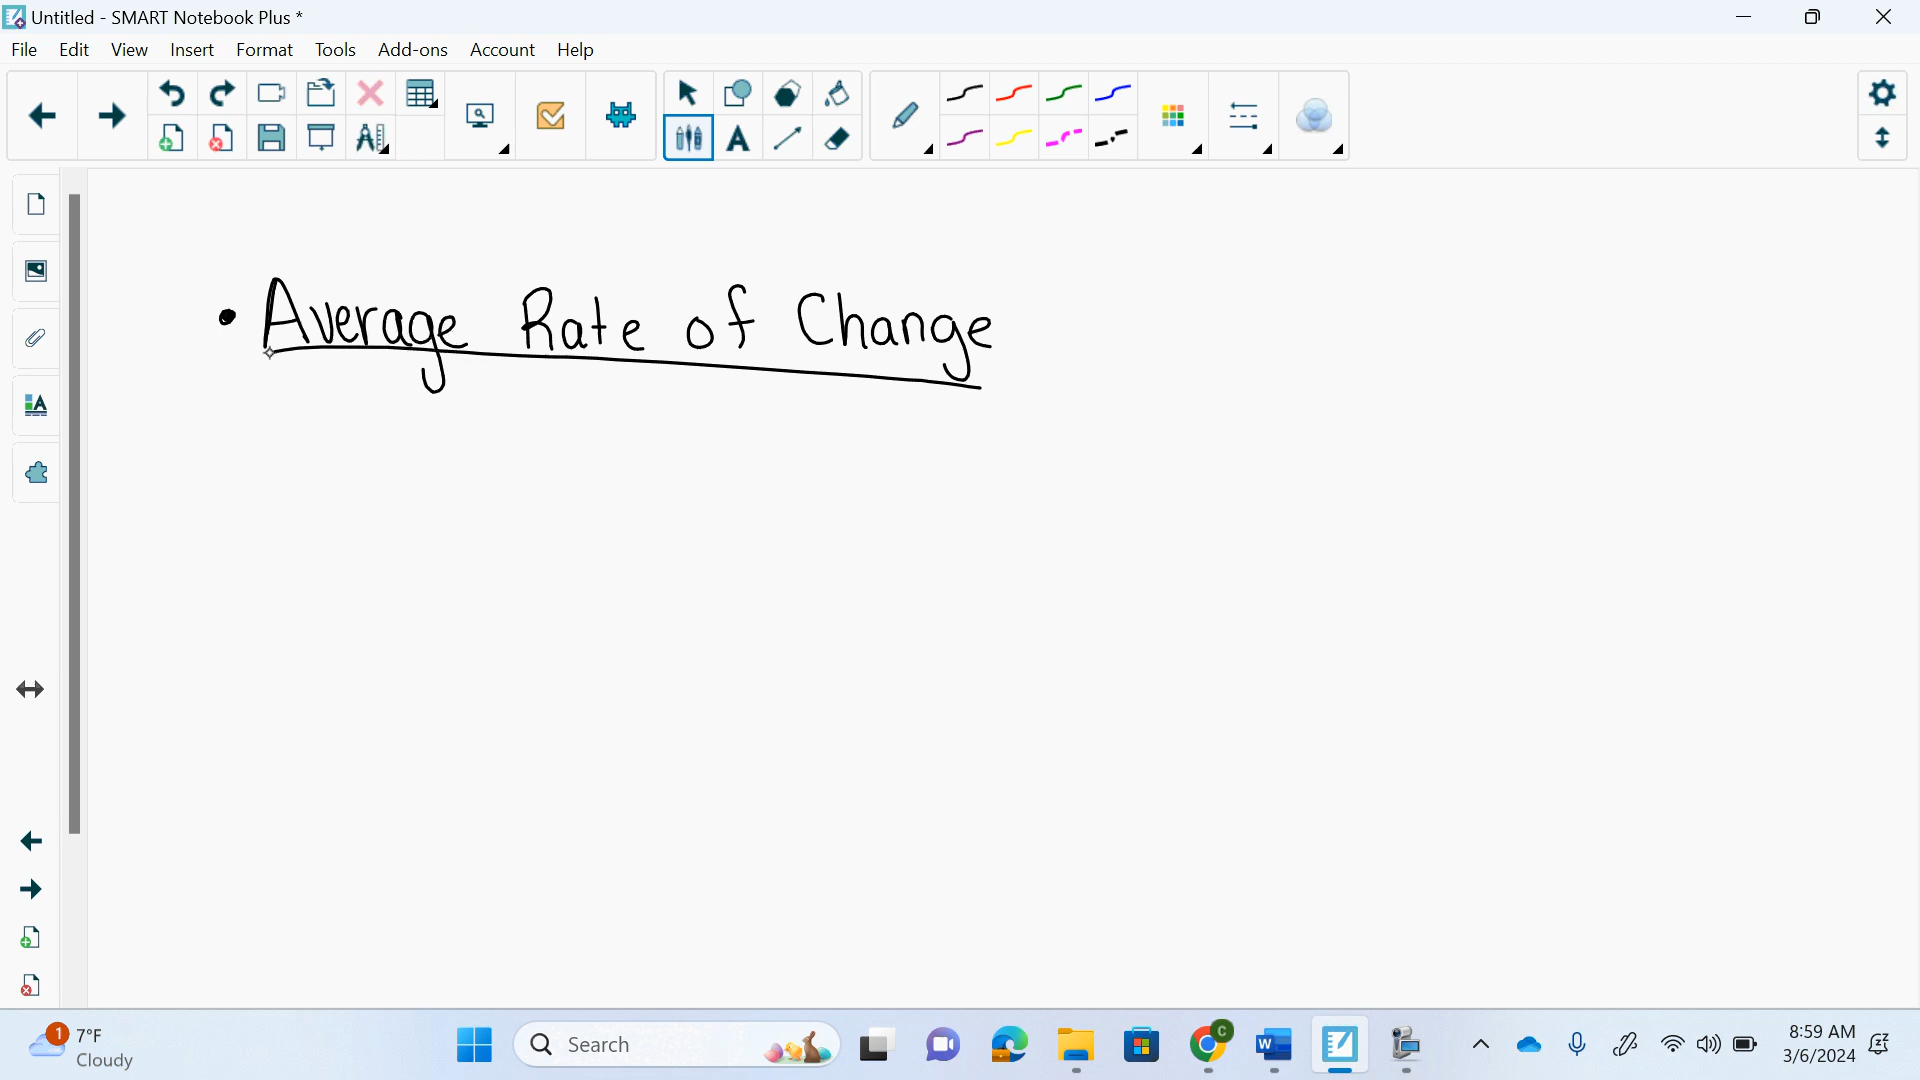 Untitled - SMART Notebook Plus *
File Edit View Insert Format Tools Add-ons Account Help
• Average Rate of Change
1
7°F
Cloudy
Search
C
W
8:59 AM
3/6/2024